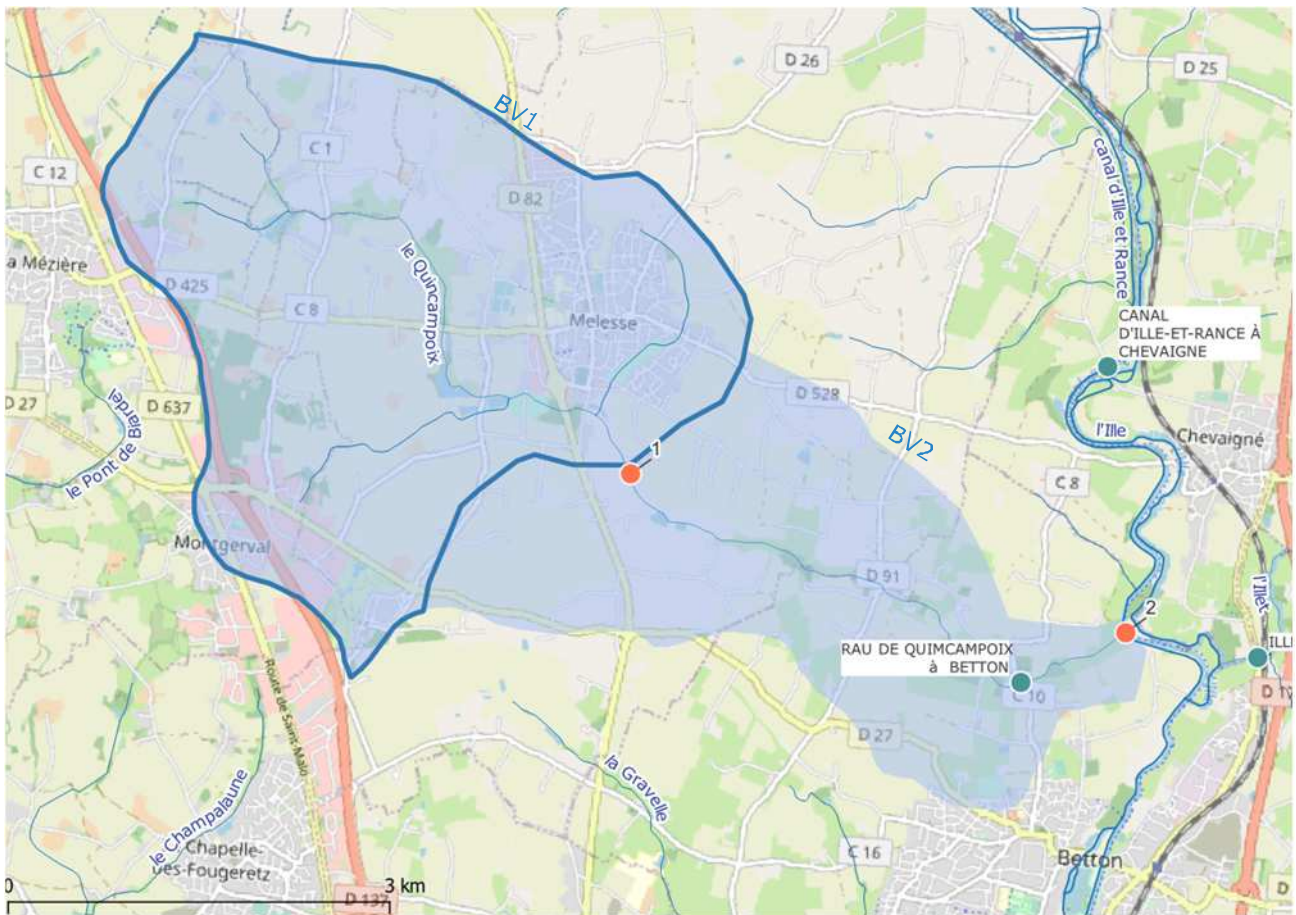 D 26
D 25
BV1
canal d'Ille et Rance
C 1
C 12
D 82
le Quincampoix
a Mézière
D 425
C 8
Melesse
CANAL
D'ILLE-ET-RANCE À
CHEVAIGNE
D 27
D 637
D 528
le Pont de Biardel
BV2
l'Ille
Chevaigné
1
C 8
Montgerval
D 91
l'Illet
2
RAU DE QUIMCAMPOIX
à BETTON
ILLE
D 17
C 10
Route de Saint-Malo
D 27
la Gravelle
le Champalaune
Chapelle-
des-Fougeretz
C 16
Betton
0
3 km
D 137
D